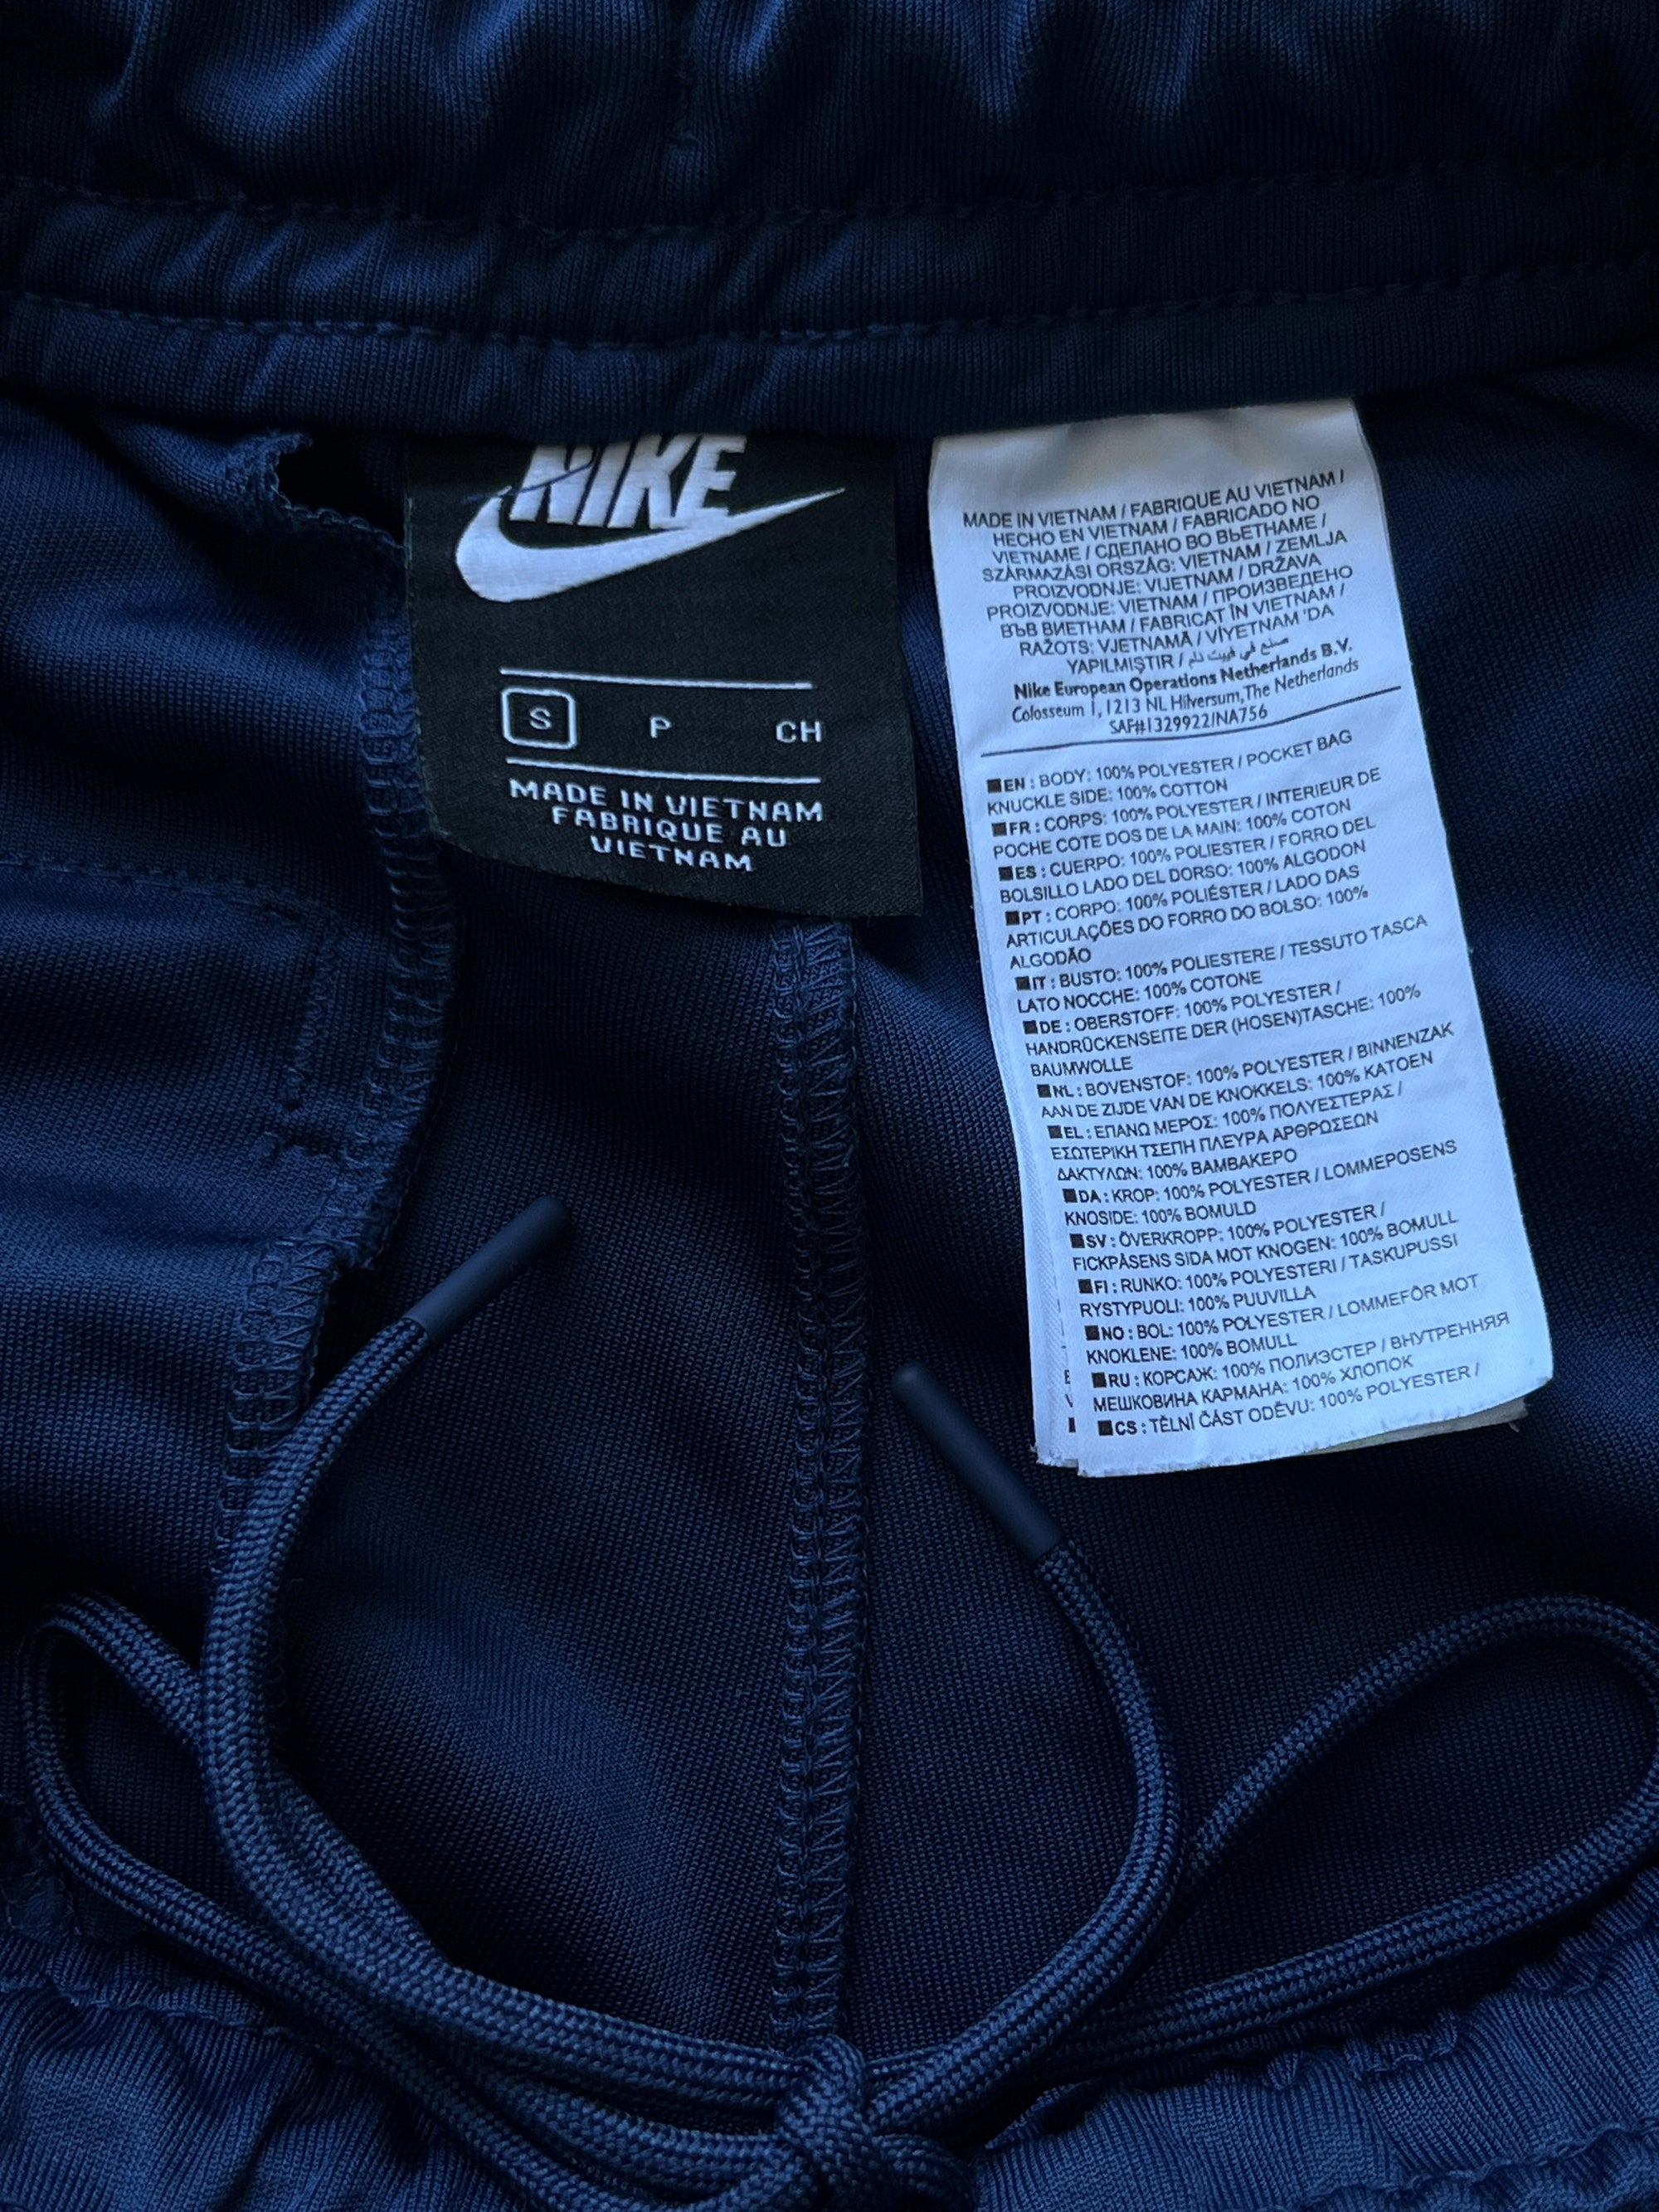 NIKE
S P CH
MADE IN VIETNAM
FABRIQUE AU
VIETNAM
MADE IN VIETNAM / FABRIQUE AU VIETNAM /
HECHO EN VIETNAM / FABRICADO NO
VIETNAME / СДЕЛАНО ВО ВЬЕТНАМЕ /
SZÁRMAZÁSI ORSZÁG: VIETNAM / ZEMLJA
PROIZVODNJE: VIJETNAM / DRŽAVA
PROIZVODNJE: VIETNAM / ПРОИЗВЕДЕНО
ВЪВ ВИЕТНАМ / FABRICAT ÎN VIETNAM /
RAŽOTS: VJETNAMĀ / VİYETNAM 'DA
YAPILMIŞTIR / صنع في فييت نام
Nike European Operations Netherlands B.V.
Colosseum 1, 1213 NL Hilversum, The Netherlands
SAF#1329922/NA756
■EN : BODY: 100% POLYESTER / POCKET BAG
KNUCKLE SIDE: 100% COTTON
■FR : CORPS: 100% POLYESTER / INTERIEUR DE
POCHE COTE DOS DE LA MAIN: 100% COTON
■ES : CUERPO: 100% POLIESTER / FORRO DEL
BOLSILLO LADO DEL DORSO: 100% ALGODON
■PT : CORPO: 100% POLIÉSTER / LADO DAS
ARTICULAÇÕES DO FORRO DO BOLSO: 100%
ALGODÃO
■IT : BUSTO: 100% POLIESTERE / TESSUTO TASCA
LATO NOCCHE: 100% COTONE
■DE : OBERSTOFF: 100% POLYESTER /
HANDRÜCKENSEITE DER (HOSEN)TASCHE: 100%
BAUMWOLLE
■NL : BOVENSTOF: 100% POLYESTER / BINNENZAK
AAN DE ZIJDE VAN DE KNOKKELS: 100% KATOEN
■EL : ΕΠΑΝΩ ΜΕΡΟΣ: 100% ΠΟΛΥΕΣΤΕΡΑΣ /
ΕΣΩΤΕΡΙΚΗ ΤΣΕΠΗ ΠΛΕΥΡΑ ΑΡΘΡΩΣΕΩΝ
ΔΑΚΤΥΛΩΝ: 100% ΒΑΜΒΑΚΕΡΟ
■DA : KROP: 100% POLYESTER / LOMMEPOSENS
KNOSIDE: 100% BOMULD
■SV : ÖVERKROPP: 100% POLYESTER /
FICKPÅSENS SIDA MOT KNOGEN: 100% BOMULL
■FI : RUNKO: 100% POLYESTERI / TASKUPUSSI
RYSTYPUOLI: 100% PUUVILLA
■NO : BOL: 100% POLYESTER / LOMMEFÔR MOT
KNOKLENE: 100% BOMULL
■RU : КОРСАЖ: 100% ПОЛИЭСТЕР / ВНУТРЕННЯЯ
МЕШКОВИНА КАРМАНА: 100% ХЛОПОК
■CS : TĚLNÍ ČÁST ODĚVU: 100% POLYESTER /